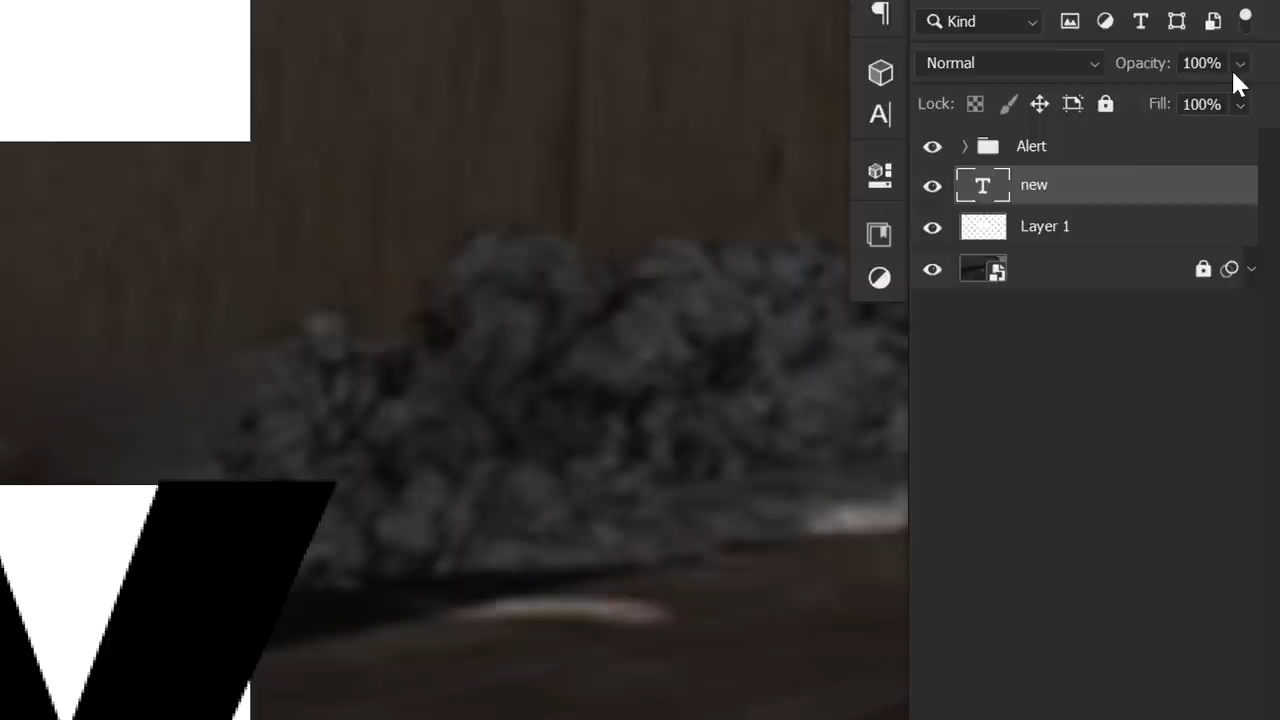 Kind
Normal
Opacity: 100%
Lock:
Fill: 100%
Alert
new
Layer 1